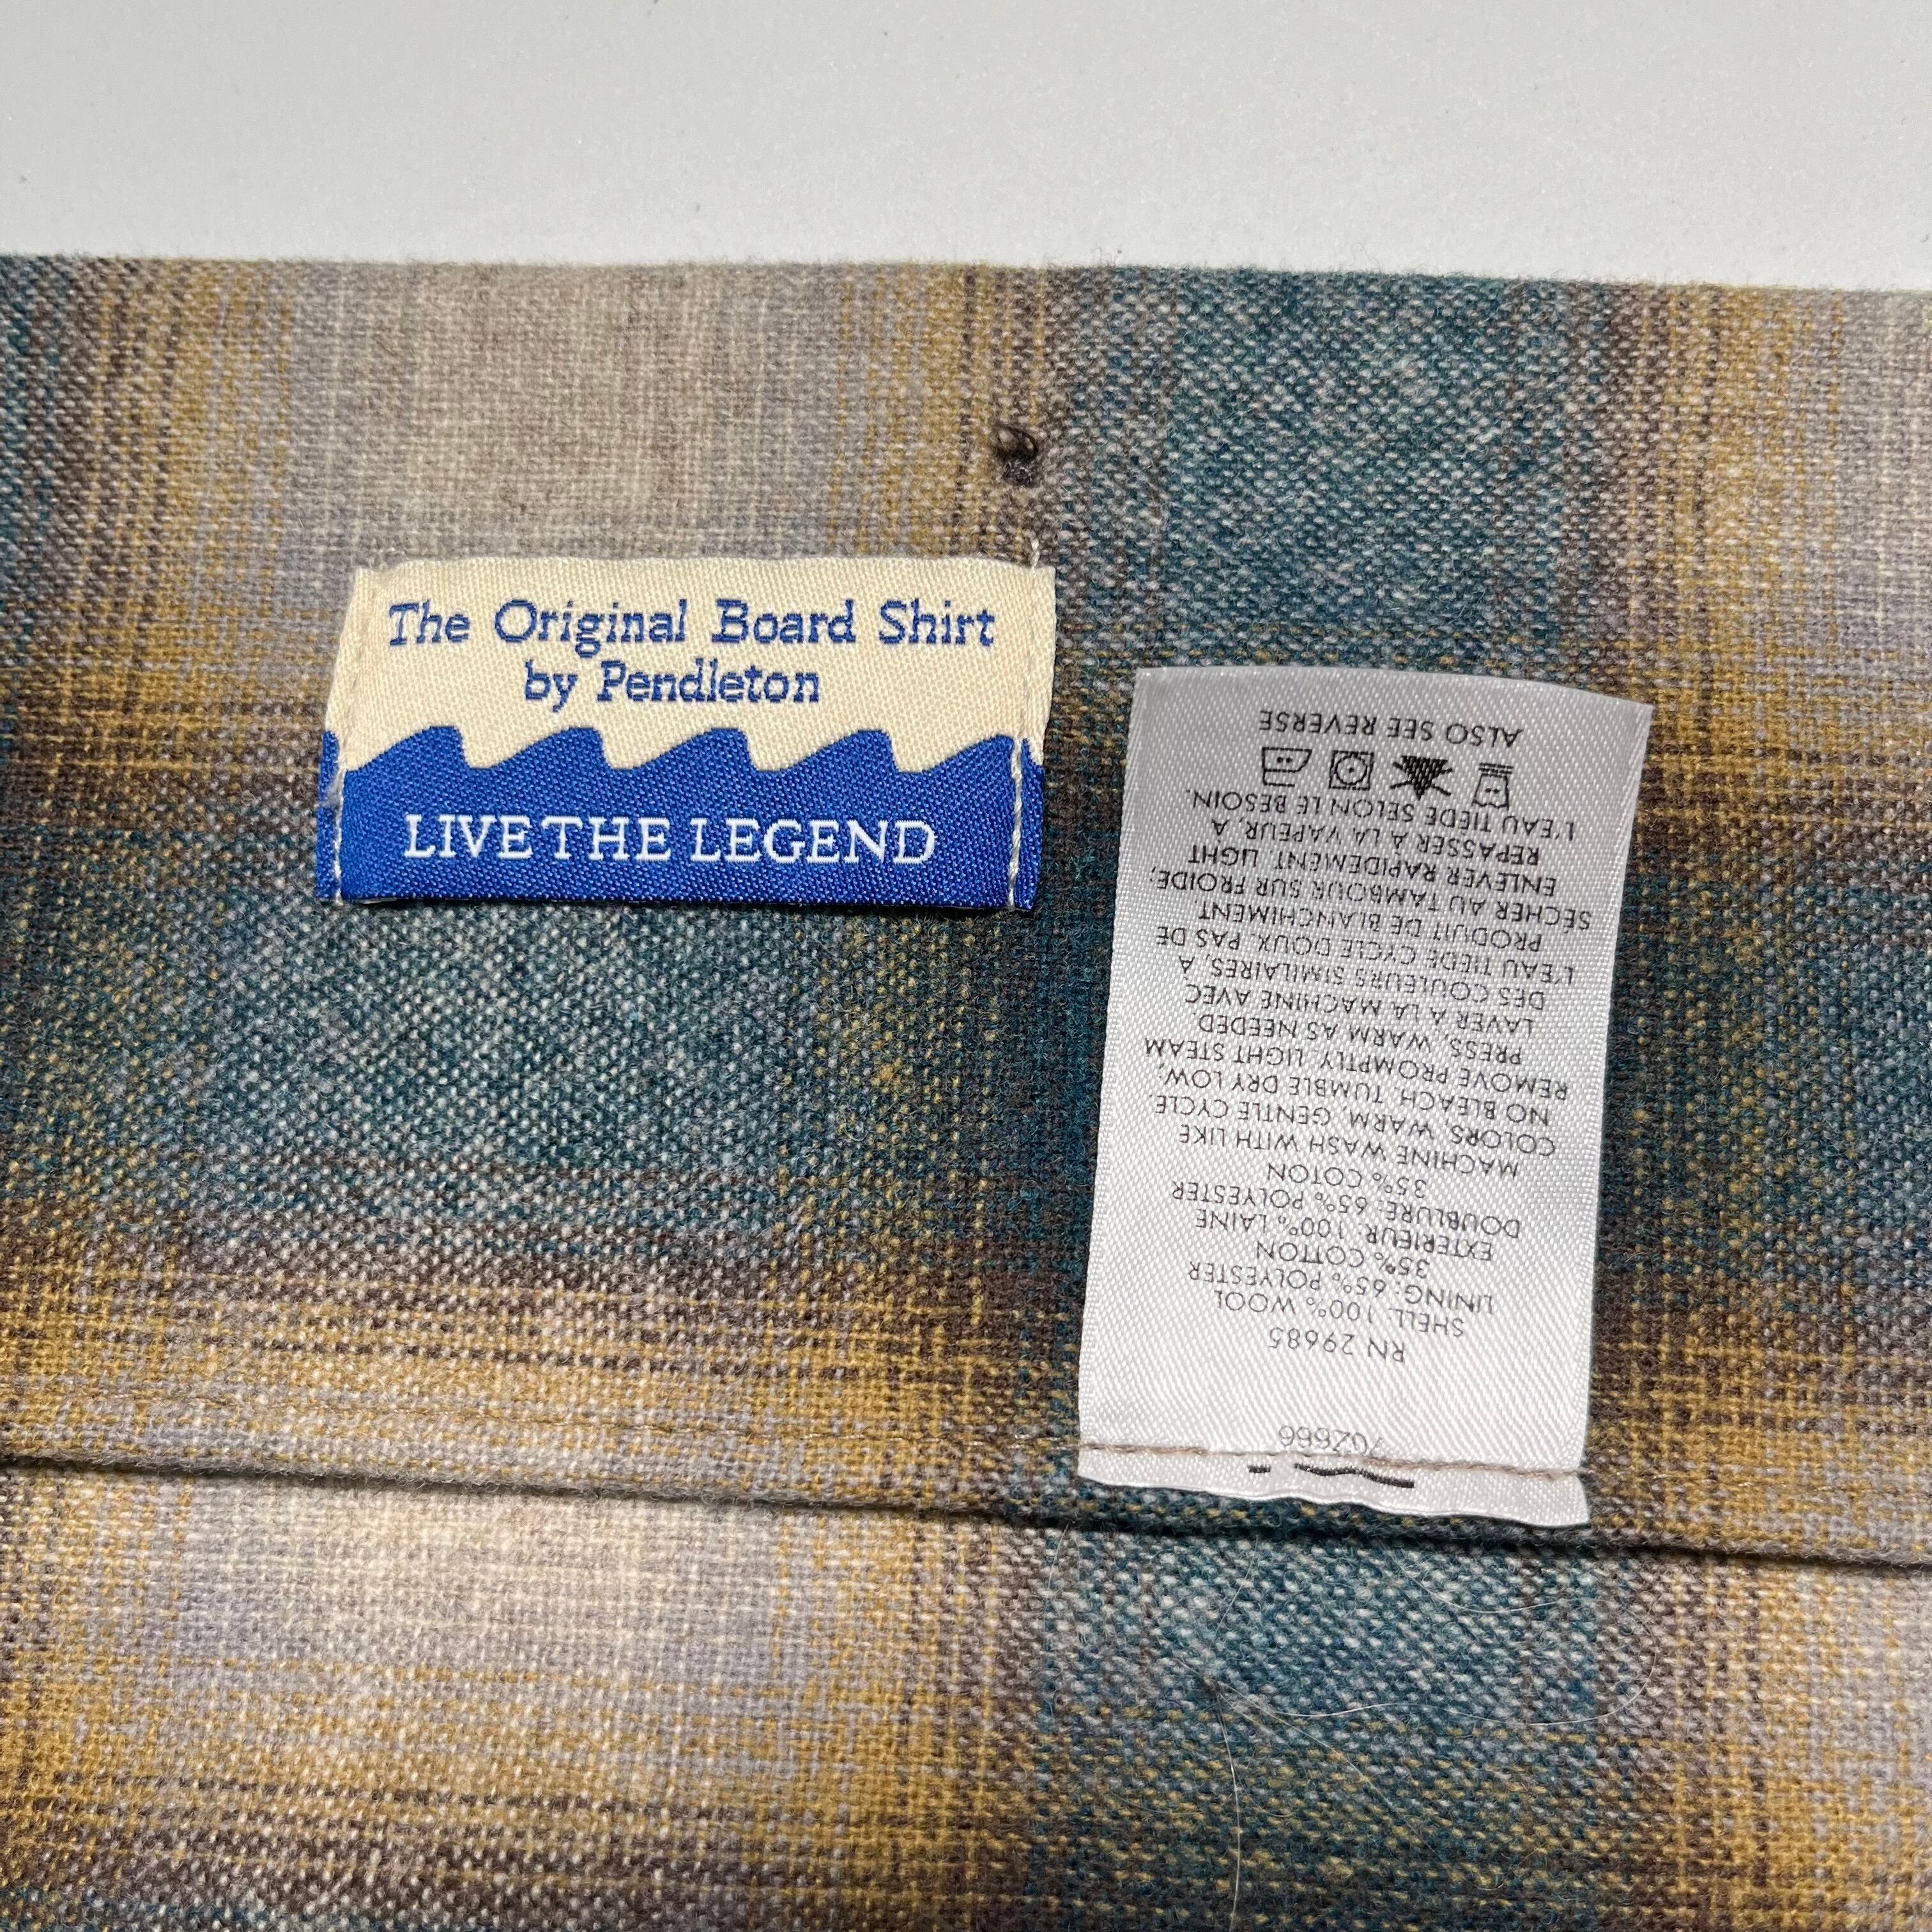 The Original Board Shirt
by Pendleton
LIVE THE LEGEND
702666
RN 29685
SHELL: 100% WOOL
LINING: 65% POLYESTER
35% COTTON
EXTERIEUR: 100% LAINE
DOUBLURE: 65% POLYESTER
35% COTON
MACHINE WASH WITH LIKE
COLORS, WARM, GENTLE CYCLE.
NO BLEACH, TUMBLE DRY LOW,
REMOVE PROMPTLY. LIGHT STEAM
PRESS, WARM AS NEEDED.
LAVER A LA MACHINE AVEC
DES COULEURS SIMILAIRES, A
L'EAU TIEDE CYCLE DOUX. PAS DE
PRODUIT DE BLANCHIMENT.
SÉCHER AU TAMBOUR SUR FROIDE,
ENLEVER RAPIDEMENT. LIGHT
REPASSER A LA VAPEUR, A
L'EAU TIEDE SELON LE BESOIN.
ALSO SEE REVERSE